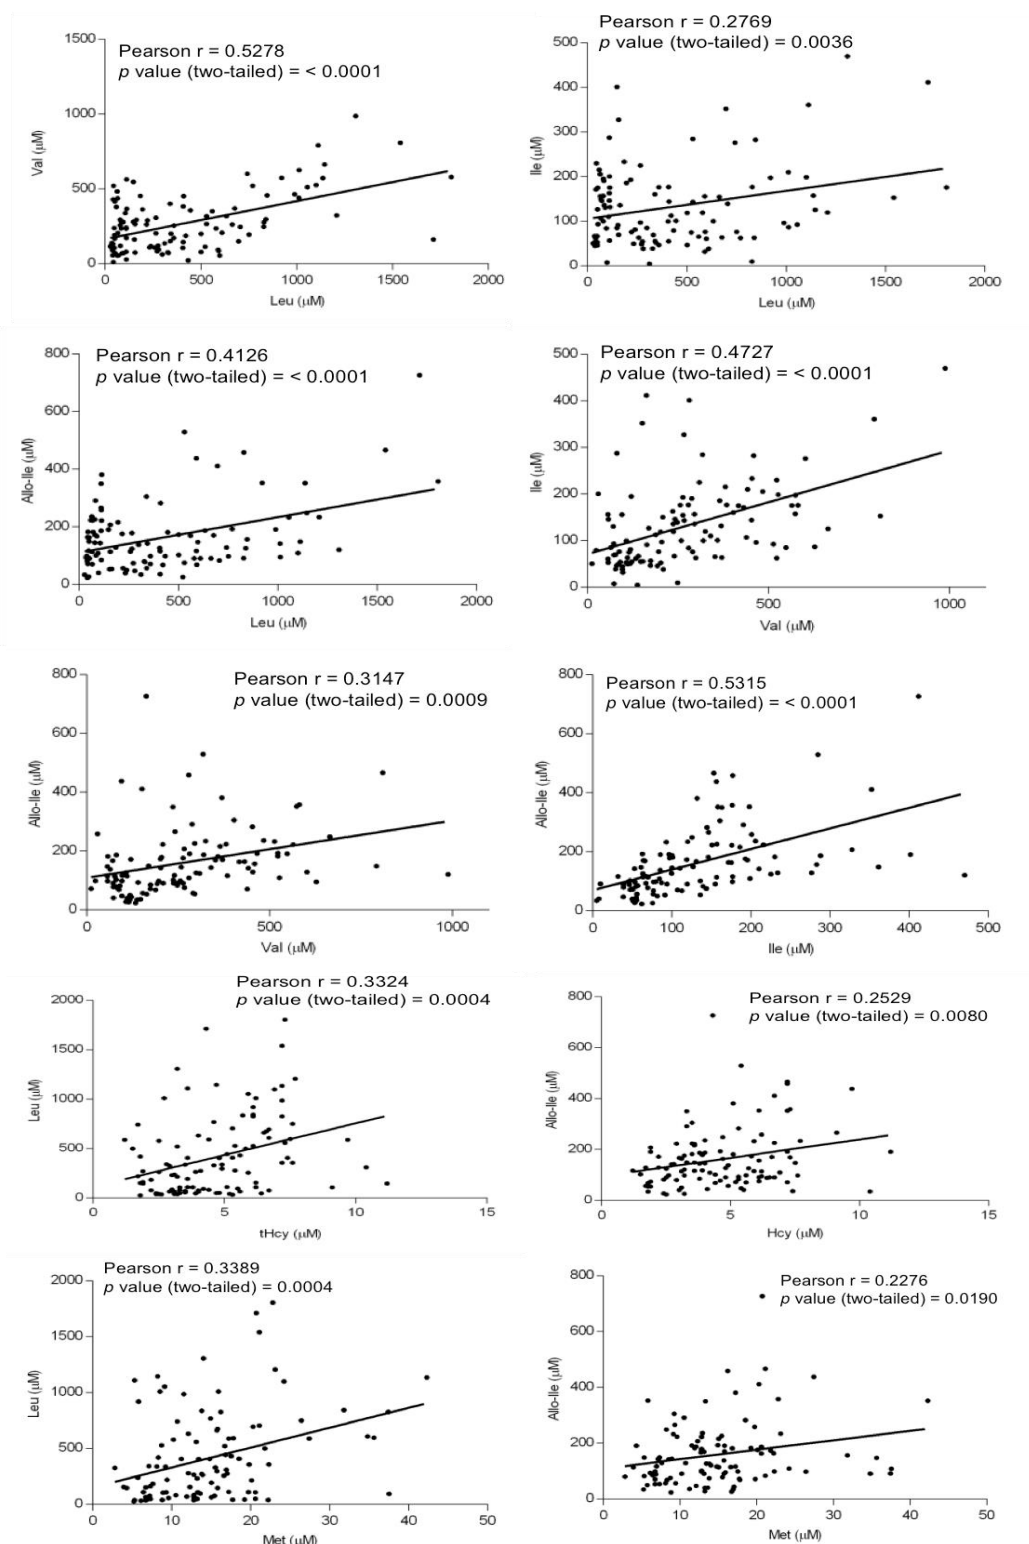 Pearson r = 0.5278
p value (two-tailed) = < 0.0001
1500
1000
500
0
Val (µM)
0 500 1000 1500 2000
Leu (µM)
Pearson r = 0.2769
p value (two-tailed) = 0.0036
500
400
300
200
100
0
Ile (µM)
0 500 1000 1500 2000
Leu (µM)
Pearson r = 0.4126
p value (two-tailed) = < 0.0001
800
600
400
200
0
Allo-Ile (µM)
0 500 1000 1500 2000
Leu (µM)
Pearson r = 0.4727
p value (two-tailed) = < 0.0001
500
400
300
200
100
0
Ile (µM)
0 500 1000
Val (µM)
Pearson r = 0.3147
p value (two-tailed) = 0.0009
800
600
400
200
0
Allo-Ile (µM)
0 500 1000
Val (µM)
Pearson r = 0.5315
p value (two-tailed) = < 0.0001
800
600
400
200
0
Allo-Ile (µM)
0 100 200 300 400 500
Ile (µM)
Pearson r = 0.3324
p value (two-tailed) = 0.0004
2000
1500
1000
500
0
Leu (µM)
0 5 10 15
tHcy (µM)
Pearson r = 0.2529
p value (two-tailed) = 0.0080
800
600
400
200
0
Allo-Ile (µM)
0 5 10 15
Hcy (µM)
Pearson r = 0.3389
p value (two-tailed) = 0.0004
2000
1500
1000
500
0
Leu (µM)
0 10 20 30 40 50
Met (µM)
Pearson r = 0.2276
p value (two-tailed) = 0.0190
800
600
400
200
0
Allo-Ile (µM)
0 10 20 30 40 50
Met (µM)